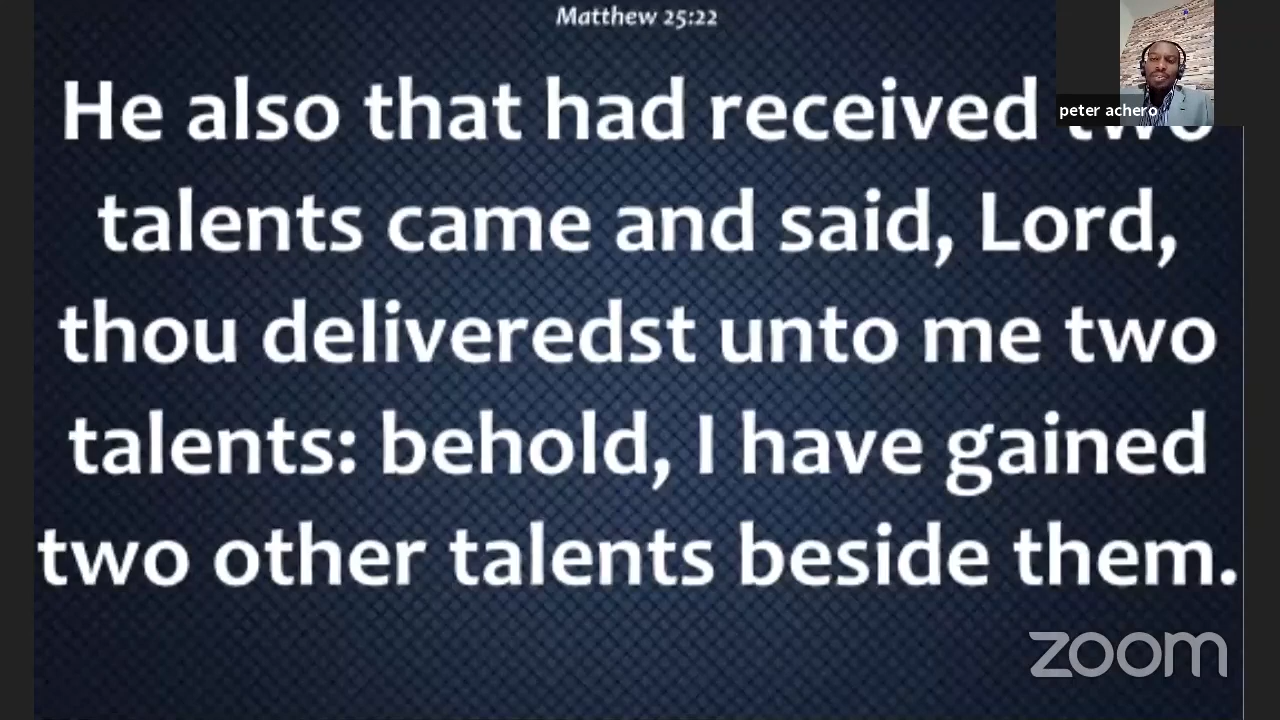 Matthew 25:22
He also that had received two
talents came and said, Lord,
thou deliveredst unto me two
talents: behold, I have gained
two other talents beside them.
peter achero
zoom